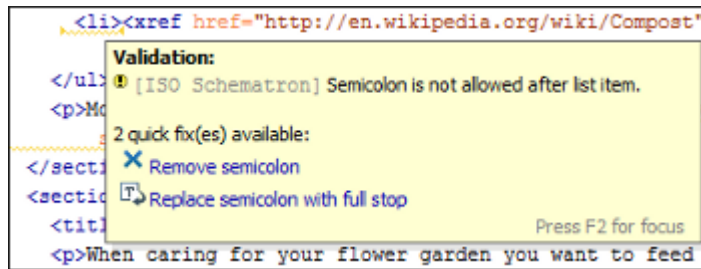 <li><xref href="http://en.wikipedia.org/wiki/Compost"
Validation:
[ISO Schematron] Semicolon is not allowed after list item.
</ul>
<p>Mo
2 quick fix(es) available:
</secti
Remove semicolon
<sectio
Replace semicolon with full stop
<titl
Press F2 for focus
<p>When caring for your flower garden you want to feed